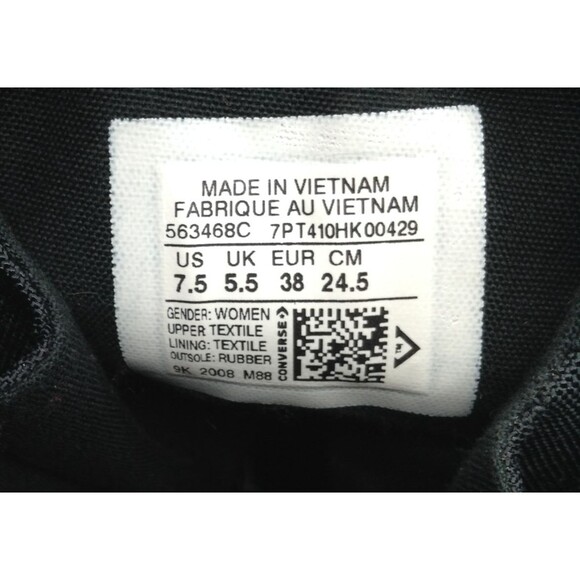 MADE IN VIETNAM
FABRIQUE AU VIETNAM
563468C 7PT410HK00429
US UK EUR CM
7.5 5.5 38 24.5
GENDER: WOMEN
UPPER TEXTILE
LINING: TEXTILE
OUTSOLE: RUBBER
9K 2008 M88
CONVERSE
TM